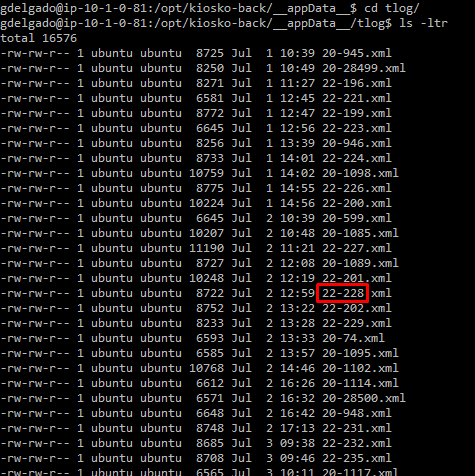 gdelgado@ip-10-1-0-81:/opt/kiosko-back/__appData__$ cd tlog/
gdelgado@ip-10-1-0-81:/opt/kiosko-back/__appData__/tlog$ ls -ltr
total 16576
-rw-rw-r-- 1 ubuntu ubuntu  8725 Jul  1 10:39 20-945.xml
-rw-rw-r-- 1 ubuntu ubuntu  8250 Jul  1 10:49 20-28499.xml
-rw-rw-r-- 1 ubuntu ubuntu  8271 Jul  1 11:27 22-196.xml
-rw-rw-r-- 1 ubuntu ubuntu  6581 Jul  1 12:45 22-221.xml
-rw-rw-r-- 1 ubuntu ubuntu  8772 Jul  1 12:47 22-199.xml
-rw-rw-r-- 1 ubuntu ubuntu  6645 Jul  1 12:56 22-223.xml
-rw-rw-r-- 1 ubuntu ubuntu  8256 Jul  1 13:39 20-946.xml
-rw-rw-r-- 1 ubuntu ubuntu  8733 Jul  1 14:01 22-224.xml
-rw-rw-r-- 1 ubuntu ubuntu 10759 Jul  1 14:02 20-1098.xml
-rw-rw-r-- 1 ubuntu ubuntu  8775 Jul  1 14:55 22-226.xml
-rw-rw-r-- 1 ubuntu ubuntu 10224 Jul  1 14:56 22-200.xml
-rw-rw-r-- 1 ubuntu ubuntu  6645 Jul  2 10:39 20-599.xml
-rw-rw-r-- 1 ubuntu ubuntu 10207 Jul  2 10:48 20-1085.xml
-rw-rw-r-- 1 ubuntu ubuntu 11190 Jul  2 11:21 22-227.xml
-rw-rw-r-- 1 ubuntu ubuntu  8727 Jul  2 12:08 20-1089.xml
-rw-rw-r-- 1 ubuntu ubuntu 10248 Jul  2 12:19 22-201.xml
-rw-rw-r-- 1 ubuntu ubuntu  8722 Jul  2 12:59 22-228.xml
-rw-rw-r-- 1 ubuntu ubuntu  8752 Jul  2 13:22 22-202.xml
-rw-rw-r-- 1 ubuntu ubuntu  8233 Jul  2 13:28 22-229.xml
-rw-rw-r-- 1 ubuntu ubuntu  6593 Jul  2 13:33 20-74.xml
-rw-rw-r-- 1 ubuntu ubuntu  6585 Jul  2 13:57 20-1095.xml
-rw-rw-r-- 1 ubuntu ubuntu 10768 Jul  2 14:46 20-1102.xml
-rw-rw-r-- 1 ubuntu ubuntu  6612 Jul  2 16:26 20-1114.xml
-rw-rw-r-- 1 ubuntu ubuntu  6571 Jul  2 16:32 20-28500.xml
-rw-rw-r-- 1 ubuntu ubuntu  6648 Jul  2 16:42 20-948.xml
-rw-rw-r-- 1 ubuntu ubuntu  8748 Jul  2 17:13 22-231.xml
-rw-rw-r-- 1 ubuntu ubuntu  8685 Jul  3 09:38 22-232.xml
-rw-rw-r-- 1 ubuntu ubuntu  8708 Jul  3 09:46 22-235.xml
-rw-rw-r-- 1 ubuntu ubuntu  6565 Jul  3 10:11 20-1117.xml